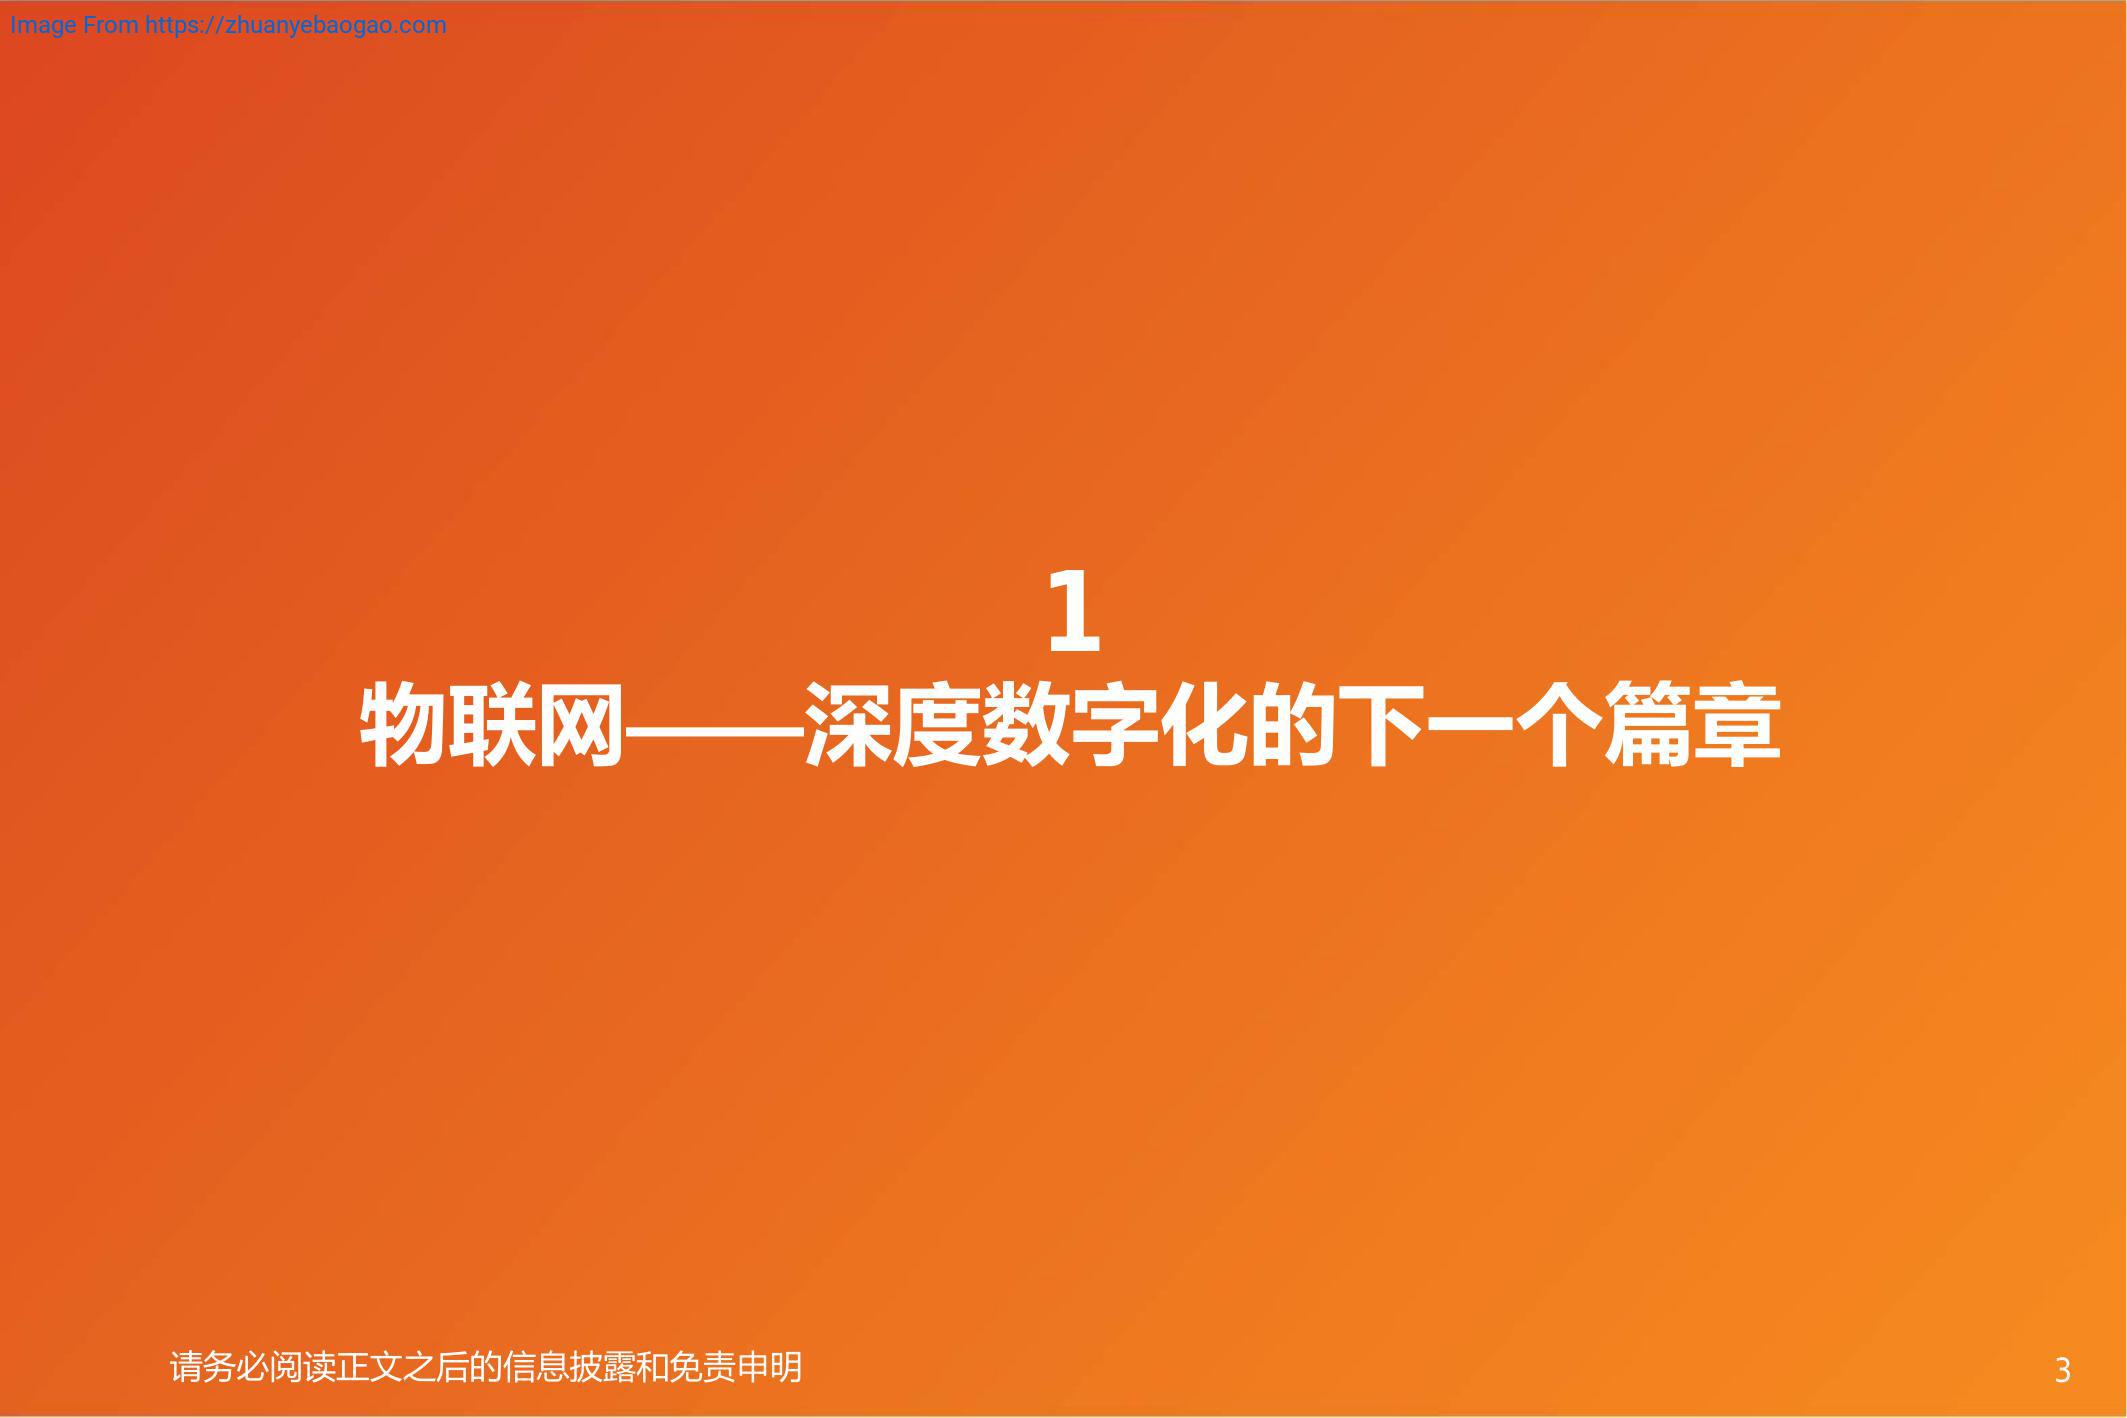 Image From https://zhuanyebaogao.com
1
物联网——深度数字化的下一个篇章
请务必阅读正文之后的信息披露和免责申明
3